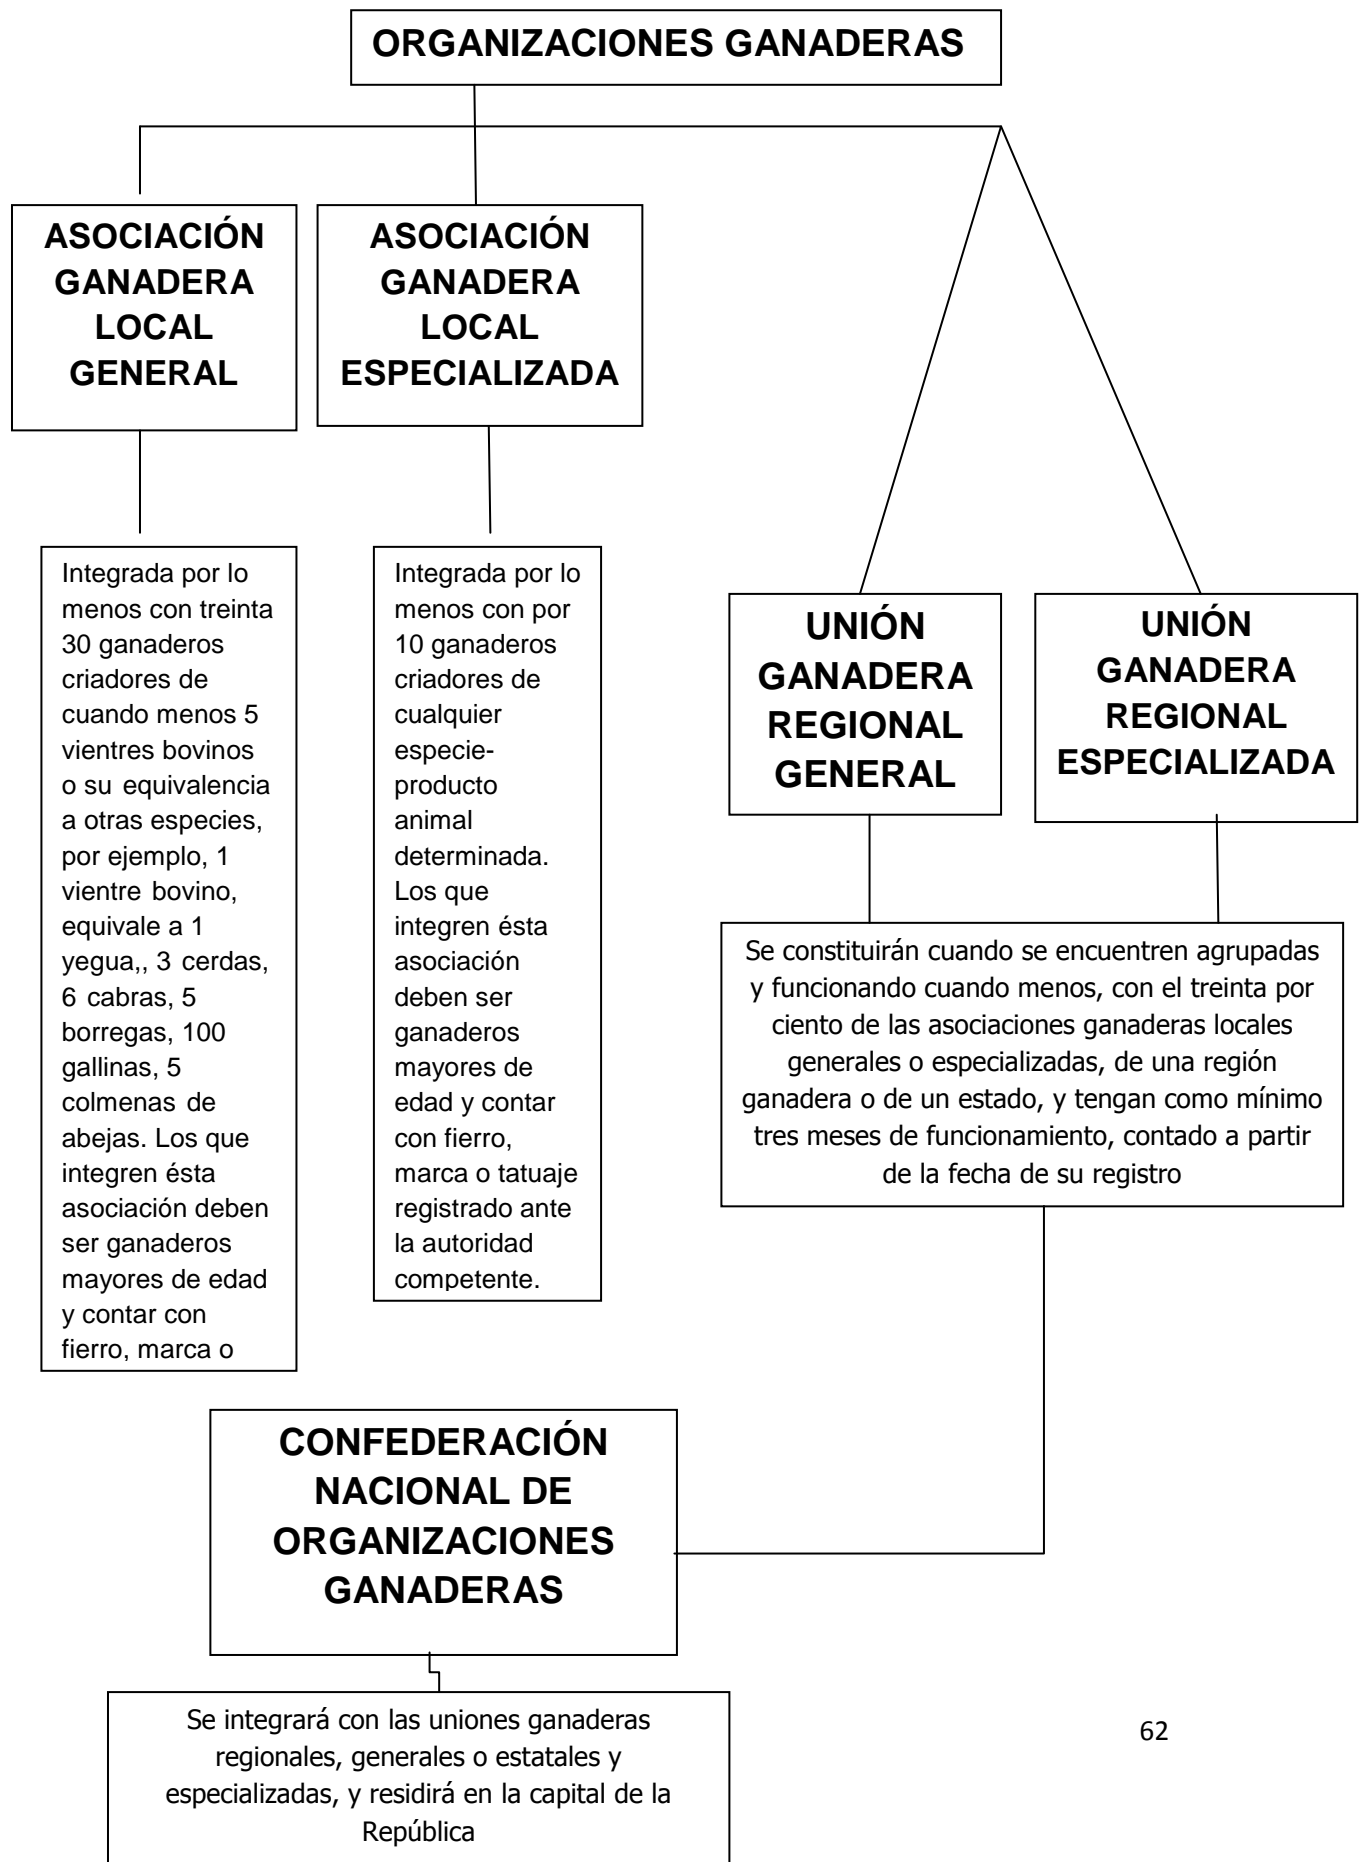 ORGANIZACIONES GANADERAS
ASOCIACIÓN
GANADERA
LOCAL
GENERAL
ASOCIACIÓN
GANADERA
LOCAL
ESPECIALIZADA
Integrada por lo
menos con treinta
30 ganaderos
criadores de
cuando menos 5
vientres bovinos
o su equivalencia
a otras especies,
por ejemplo, 1
vientre bovino,
equivale a 1
yegua,, 3 cerdas,
6 cabras, 5
borregas, 100
gallinas, 5
colmenas de
abejas. Los que
integren ésta
asociación deben
ser ganaderos
mayores de edad
y contar con
fierro, marca o
Integrada por lo
menos con por
10 ganaderos
criadores de
cualquier
especie-
producto
animal
determinada.
Los que
integren ésta
asociación
deben ser
ganaderos
mayores de
edad y contar
con fierro,
marca o tatuaje
registrado ante
la autoridad
competente.
UNIÓN
GANADERA
REGIONAL
GENERAL
UNIÓN
GANADERA
REGIONAL
ESPECIALIZADA
Se constituirán cuando se encuentren agrupadas
y funcionando cuando menos, con el treinta por
ciento de las asociaciones ganaderas locales
generales o especializadas, de una región
ganadera o de un estado, y tengan como mínimo
tres meses de funcionamiento, contado a partir
de la fecha de su registro
CONFEDERACIÓN
NACIONAL DE
ORGANIZACIONES
GANADERAS
Se integrará con las uniones ganaderas
regionales, generales o estatales y
especializadas, y residirá en la capital de la
República
62